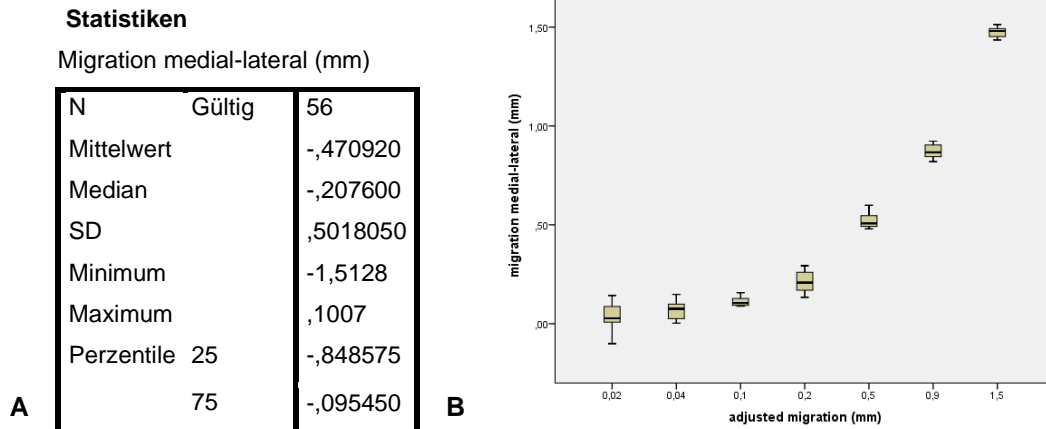 Statistiken
Migration medial-lateral (mm)
N Gültig 56
Mittelwert -,470920
Median -,207600
SD ,5018050
Minimum -1,5128
Maximum ,1007
Perzentile 25 -,848575
75 -,095450
A
B
migration medial-lateral (mm)
1,50
1,00
,50
,00
0,02 0,04 0,1 0,2 0,5 0,9 1,5
adjusted migration (mm)